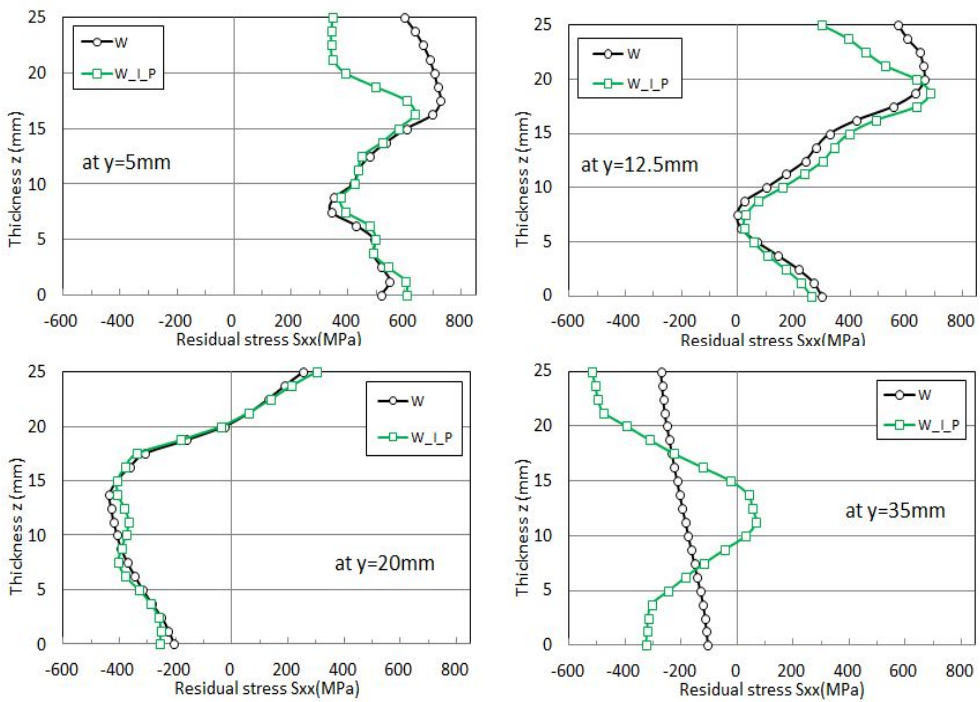 25
20
15
10
5
0
Thickness z (mm)
W
W_I_P
at y=5mm
-600 -400 -200 0 200 400 600 800
Residual stress Sxx(MPa)
25
20
15
10
5
0
Thickness z (mm)
W
W_I_P
at y=12.5mm
-600 -400 -200 0 200 400 600 800
Residual stress Sxx(MPa)
25
20
15
10
5
0
Thickness z (mm)
W
W_I_P
at y=20mm
-600 -400 -200 0 200 400 600 800
Residual stress Sxx(MPa)
25
20
15
10
5
0
Thickness z (mm)
W
W_I_P
at y=35mm
-600 -400 -200 0 200 400 600 800
Residual stress Sxx(MPa)